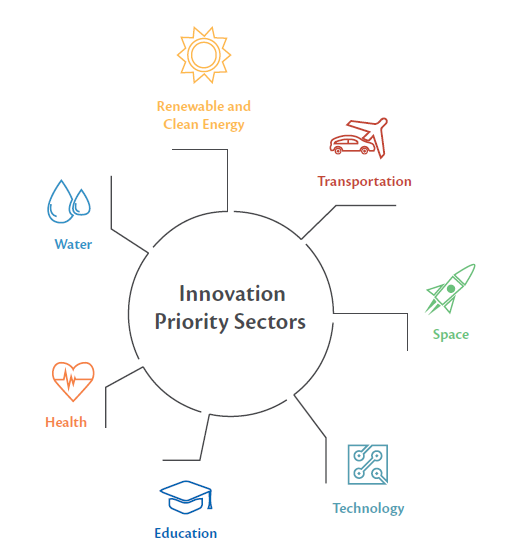 Renewable and
Clean Energy
Transportation
Water
Innovation
Priority Sectors
Space
Health
Technology
Education